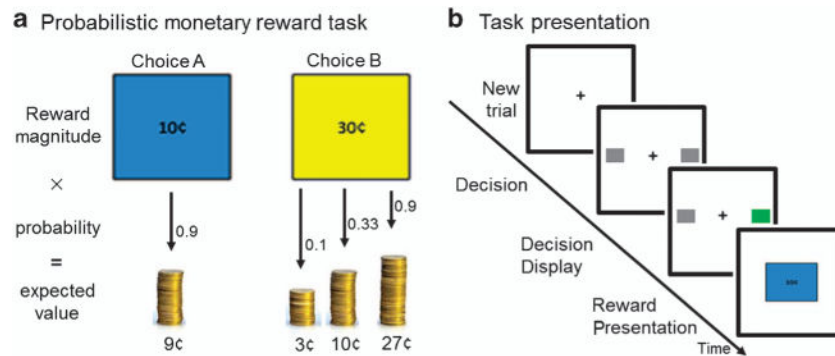 a Probabilistic monetary reward task
Choice A Choice B
Reward
magnitude
10¢ 30¢
×
probability
0.9 0.1 0.33 0.9
=
expected
value
9¢ 3¢ 10¢ 27¢
b Task presentation
New
trial
+
+
Decision
+
Decision
Display
Reward
Presentation
Time